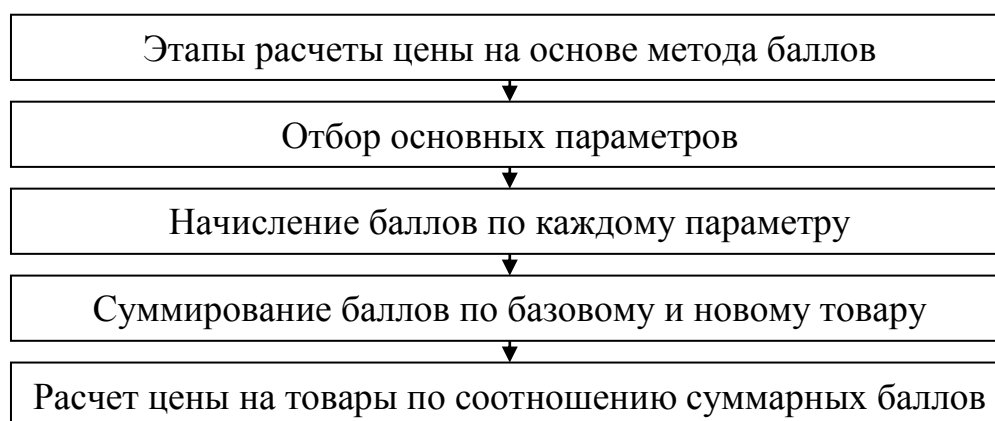 Этапы расчеты цены на основе метода баллов
Отбор основных параметров
Начисление баллов по каждому параметру
Суммирование баллов по базовому и новому товару
Расчет цены на товары по соотношению суммарных баллов